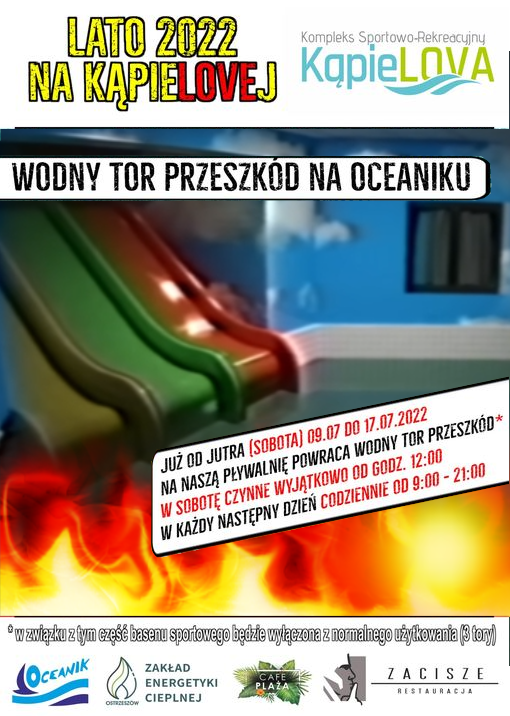 LATO 2022
NA KĄPIELOVEJ
Kompleks Sportowo-Rekreacyjny
KąpieLOVA
WODNY TOR PRZESZKÓD NA OCEANIKU
JUŻ OD JUTRA (SOBOTA) 09.07 DO 17.07.2022
NA NASZĄ PŁYWALNIĘ POWRACA WODNY TOR PRZESZKÓD*
W SOBOTĘ CZYNNE WYJĄTKOWO OD GODZ. 12:00
W KAŻDY NASTĘPNY DZIEŃ CODZIENNIE OD 9:00 - 21:00
* w związku z tym część basenu sportowego będzie wyłączona z normalnego użytkowania (3 tory)
OCEANIK
OSTRZESZÓW
ZAKŁAD
ENERGETYKI
CIEPLNEJ
CAFE
PLAŻA
ZACISZE
RESTAURACJA